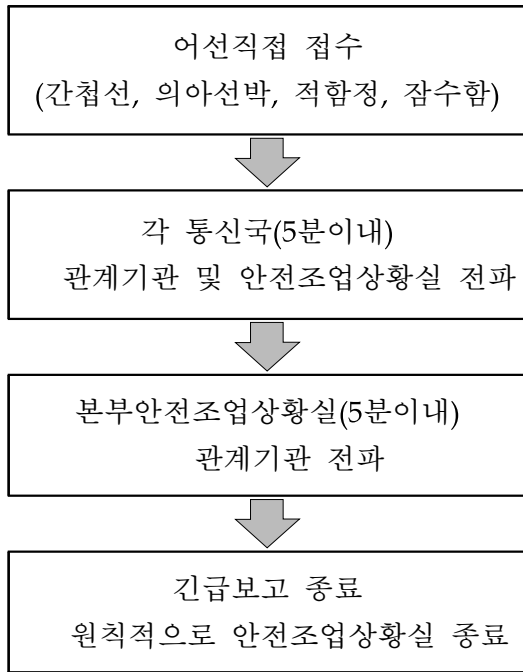 어선직접 접수
(간첩선, 의아선박, 적함정, 잠수함)
각 통신국(5분이내)
관계기관 및 안전조업상황실 전파
본부안전조업상황실(5분이내)
관계기관 전파
긴급보고 종료
원칙적으로 안전조업상황실 종료